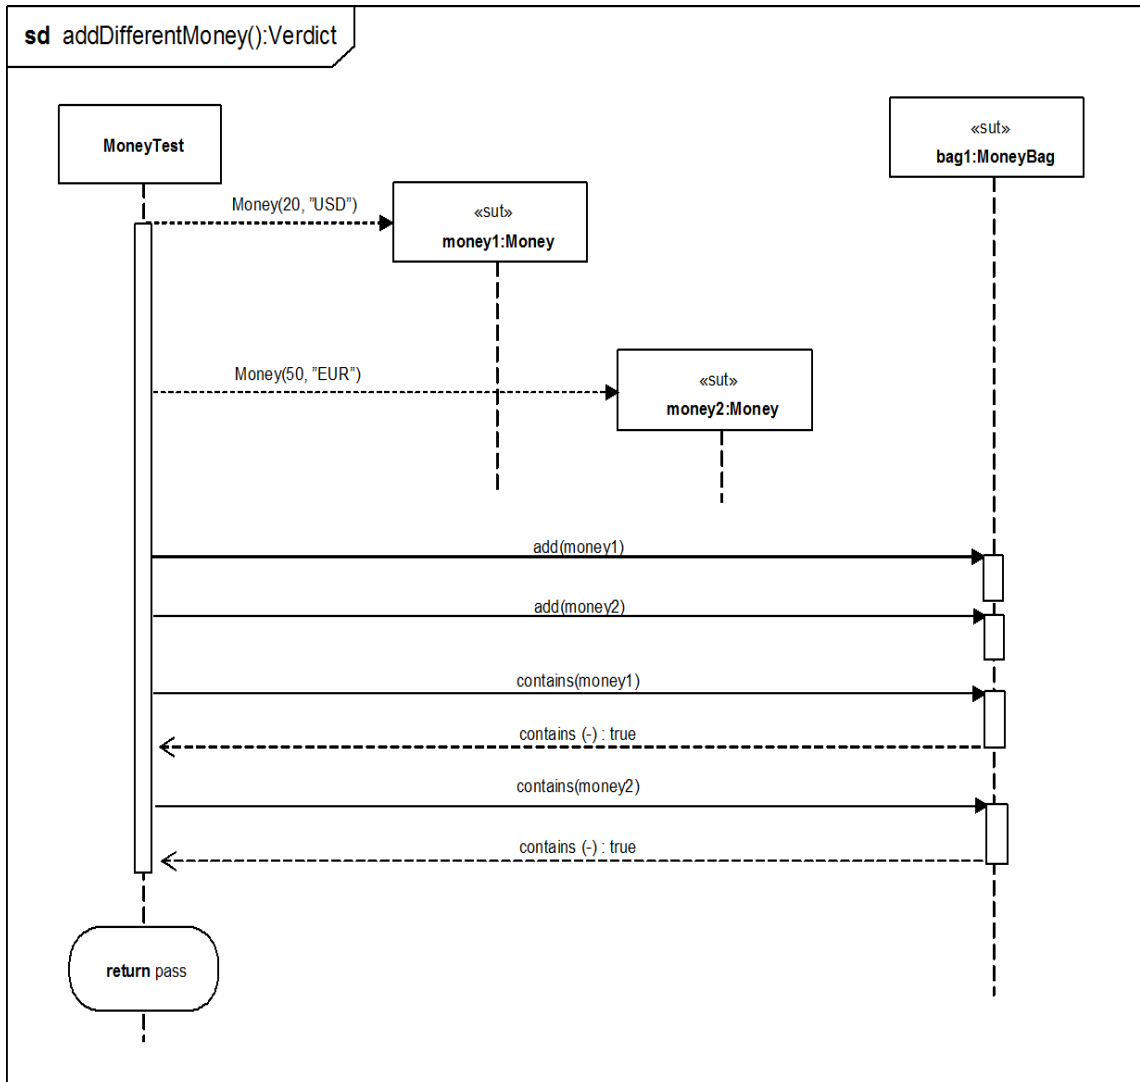 sd addDifferentMoney():Verdict
MoneyTest
«sut»
bag1:MoneyBag
Money(20, ”USD”)
«sut»
money1:Money
Money(50, ”EUR”)
«sut»
money2:Money
add(money1)
add(money2)
contains(money1)
contains (-) : true
contains(money2)
contains (-) : true
return pass